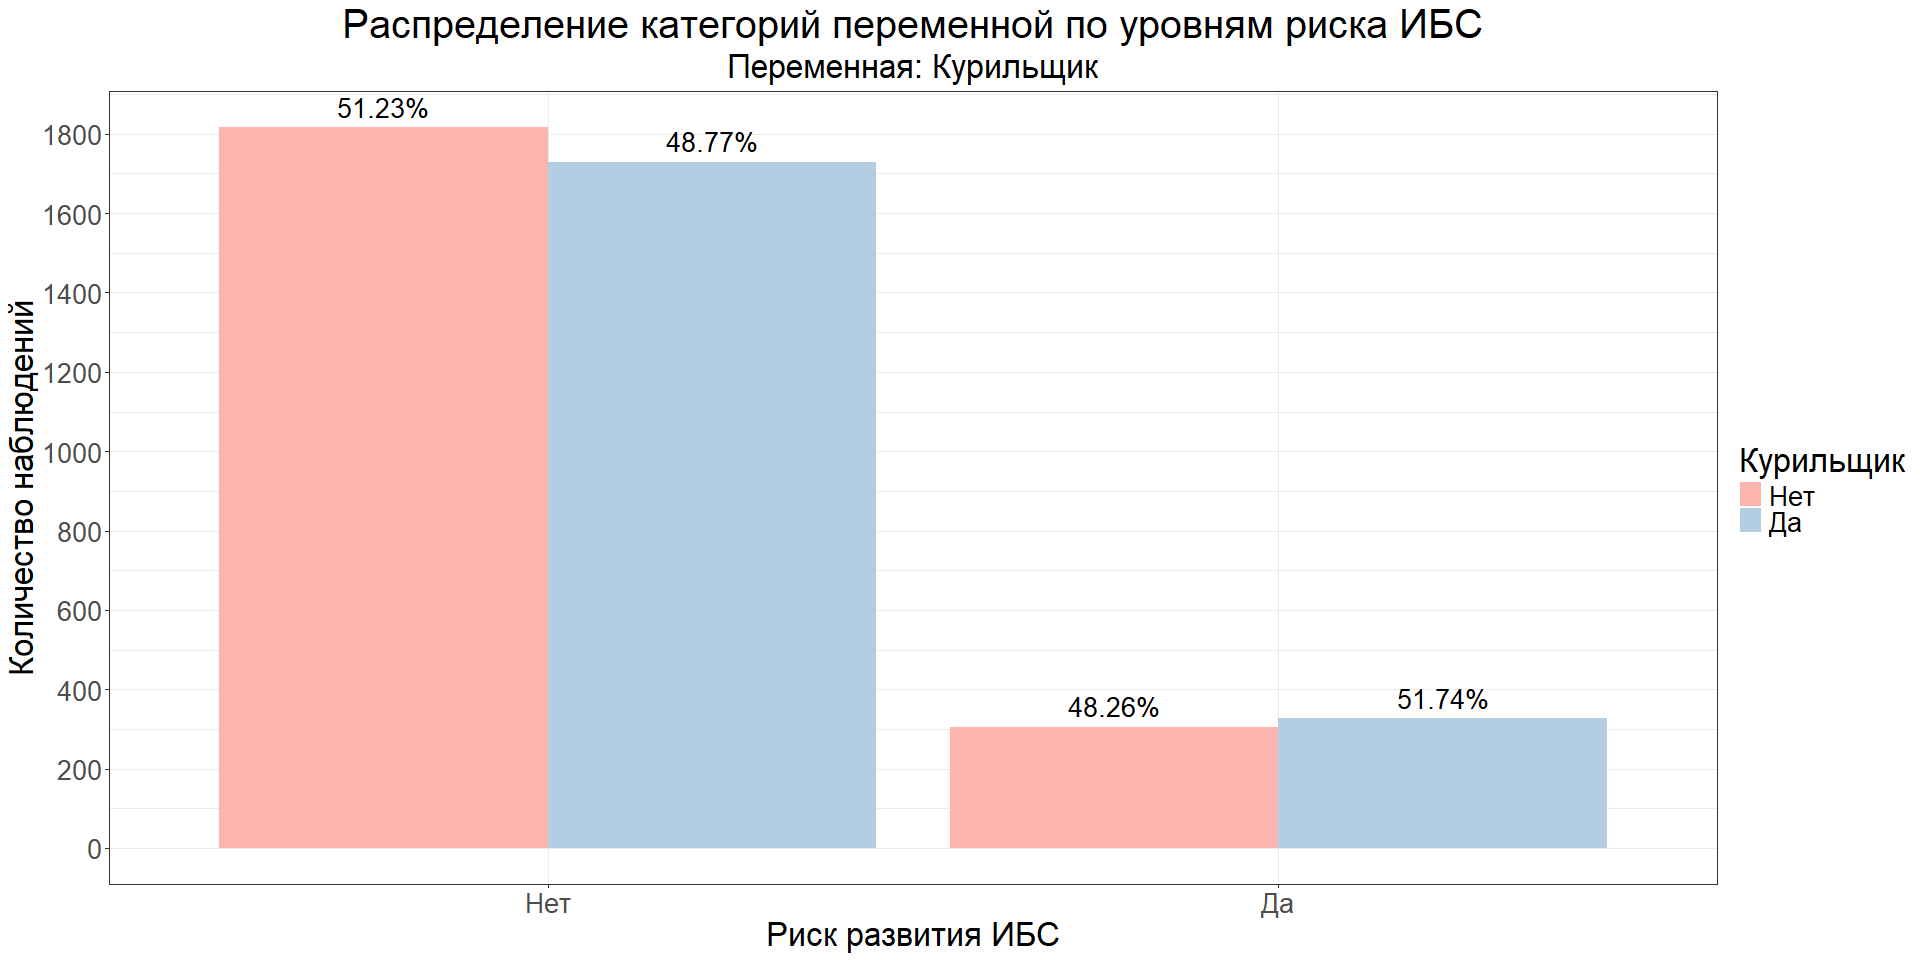 Распределение категорий переменной по уровням риска ИБС
Переменная: Курильщик
Количество наблюдений
1800
1600
1400
1200
1000
800
600
400
200
0
51.23%
48.77%
48.26%
51.74%
Нет
Да
Риск развития ИБС
Курильщик
Нет
Да